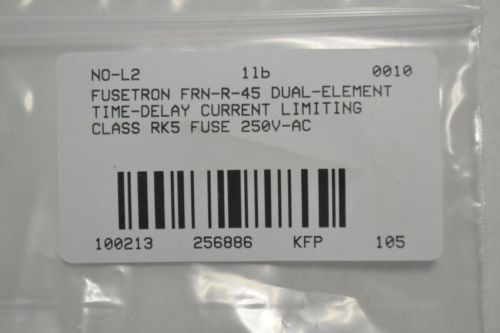 NO-L2 1lb 0010
FUSETRON FRN-R-45 DUAL-ELEMENT
TIME-DELAY CURRENT LIMITING
CLASS RK5 FUSE 250V-AC
100213 256886 KFP 105